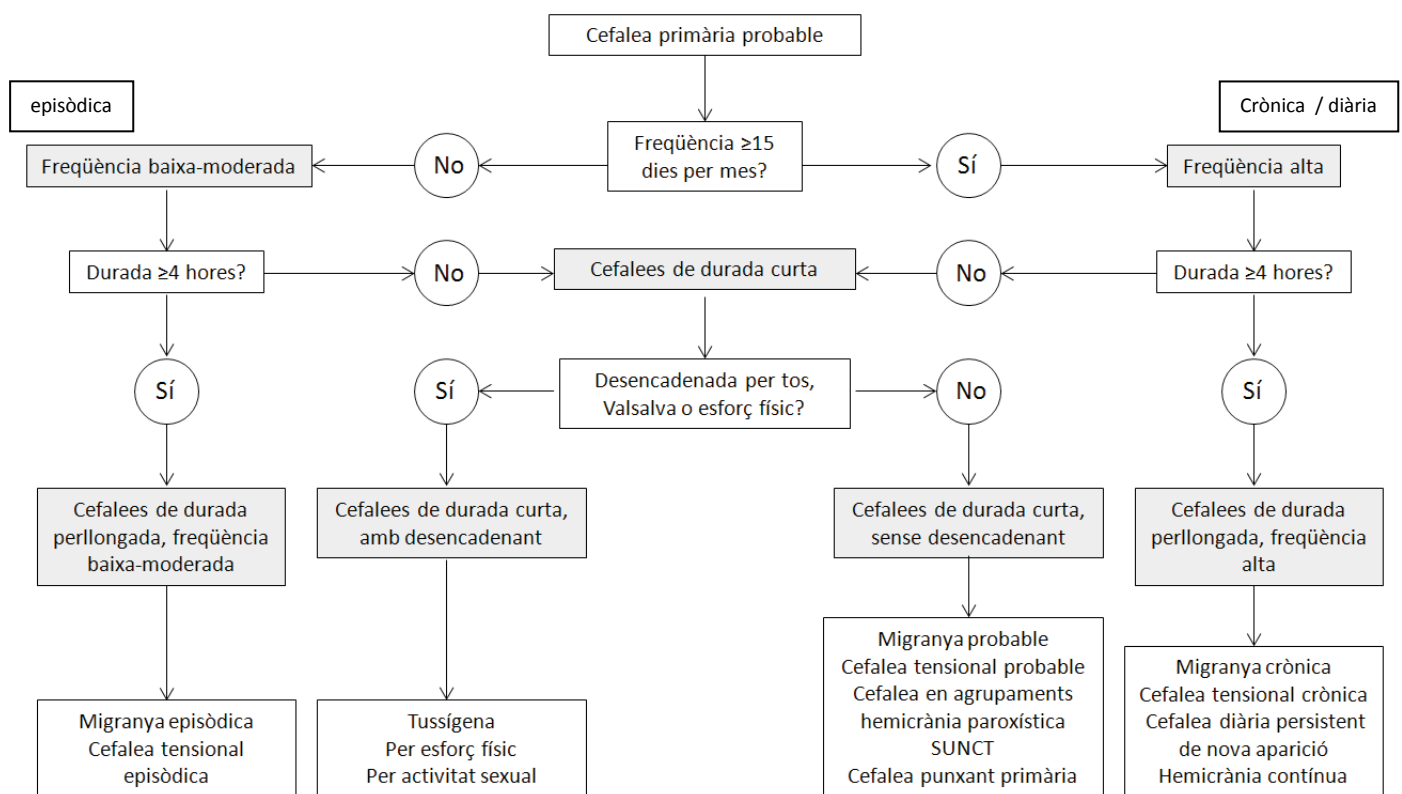 Cefalea primària probable
episòdica
Crònica / diària
Freqüència baixa-moderada
No
Freqüència ≥15
dies per mes?
Sí
Freqüència alta
Durada ≥4 hores?
No
Cefalees de durada curta
No
Durada ≥4 hores?
Sí
Sí
Desencadenada per tos,
Valsalva o esforç físic?
No
Sí
Cefalees de durada
perllongada, freqüència
baixa-moderada
Cefalees de durada curta,
amb desencadenant
Cefalees de durada curta,
sense desencadenant
Cefalees de durada
perllongada, freqüència
alta
Migranya episòdica
Cefalea tensional
episòdica
Tussígena
Per esforç físic
Per activitat sexual
Migranya probable
Cefalea tensional probable
Cefalea en agrupaments
hemicrània paroxística
SUNCT
Cefalea punxant primària
Migranya crònica
Cefalea tensional crònica
Cefalea diària persistent
de nova aparició
Hemicrània contínua